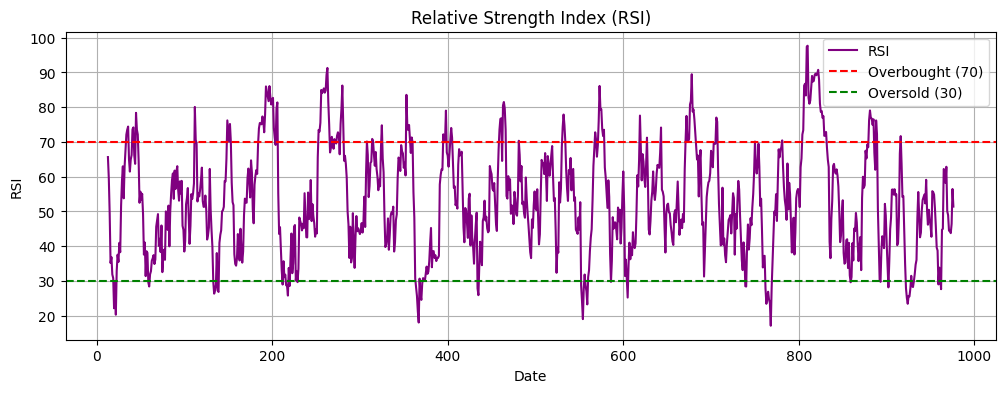 Relative Strength Index (RSI)
100
90
80
70
60
50
40
30
20
RSI
RSI
Overbought (70)
Oversold (30)
0
200
400
600
800
1000
Date